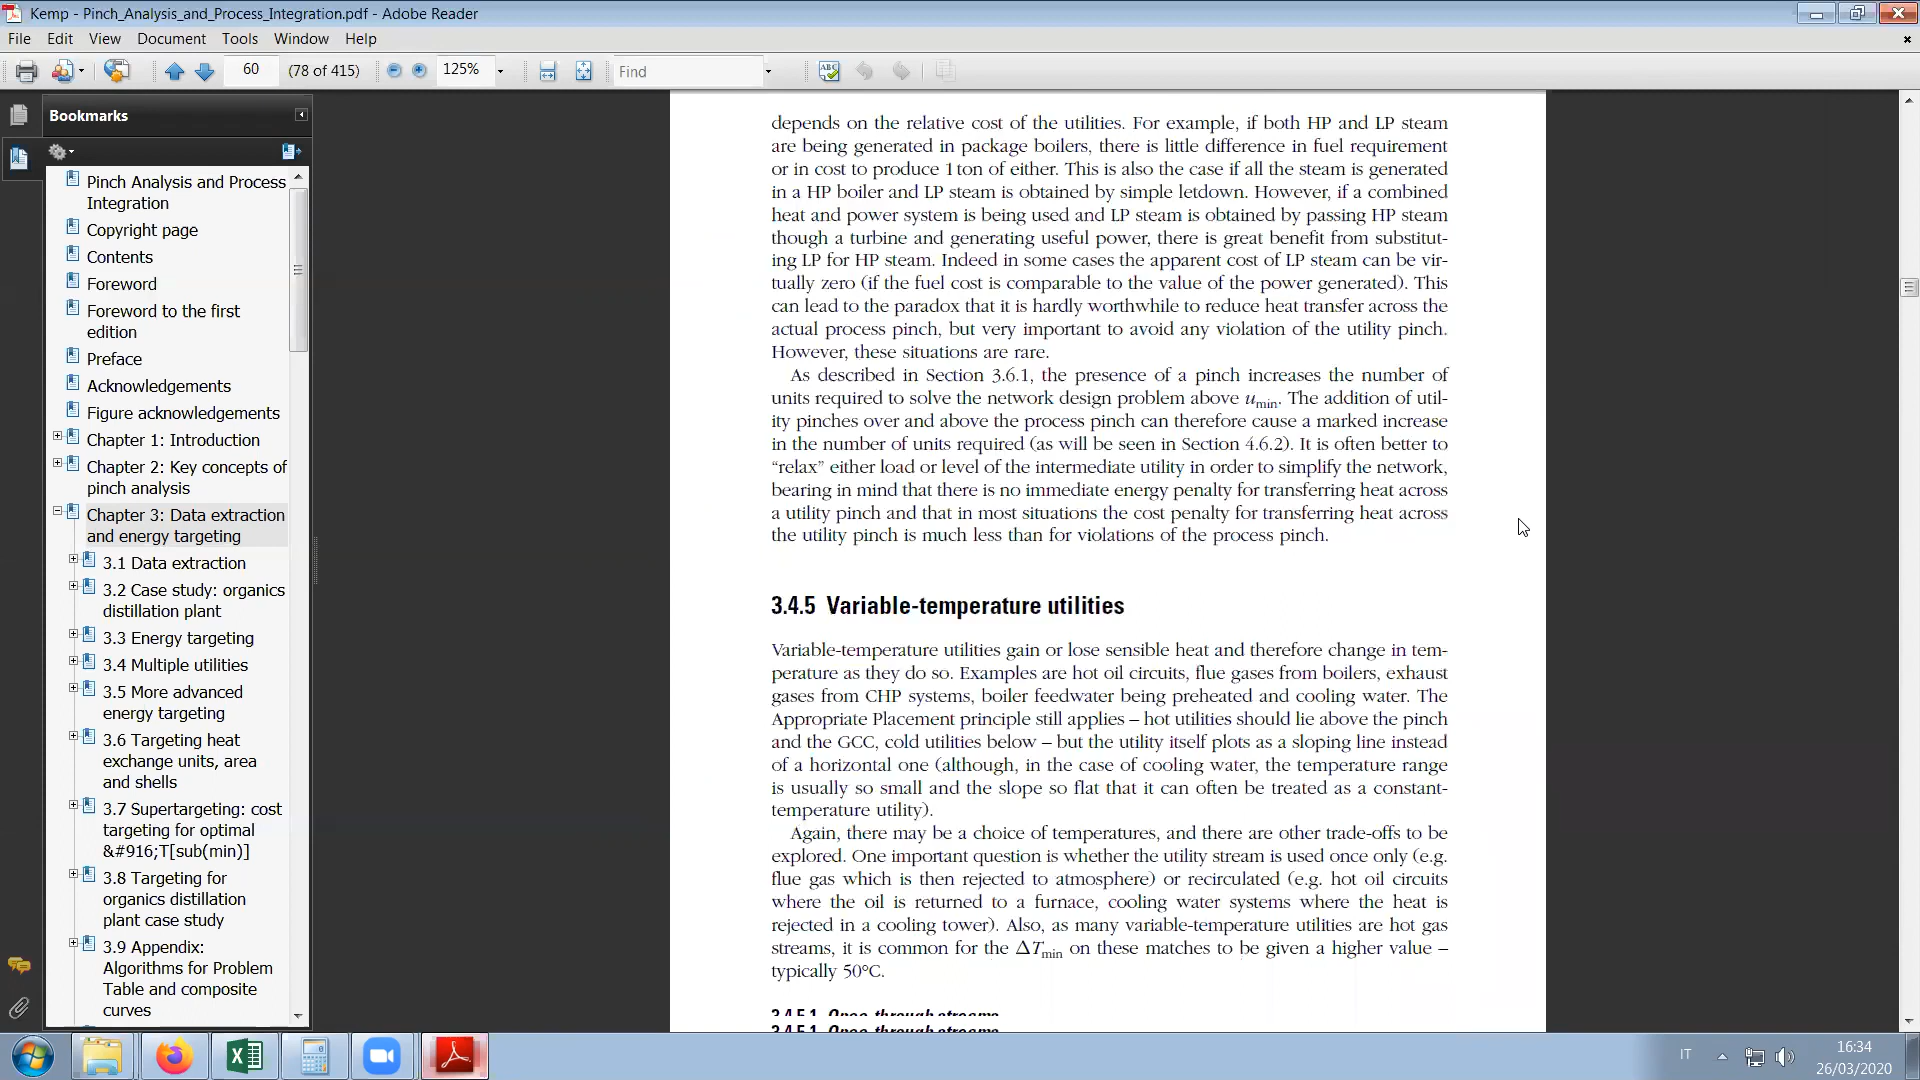 Kemp - Pinch_Analysis_and_Process_Integration.pdf - Adobe Reader
File Edit View Document Tools Window Help
60 (78 of 415) 125% Find
Bookmarks
Pinch Analysis and Process
Integration
Copyright page
Contents
Foreword
Foreword to the first
edition
Preface
Acknowledgements
Figure acknowledgements
Chapter 1: Introduction
Chapter 2: Key concepts of
pinch analysis
Chapter 3: Data extraction
and energy targeting
3.1 Data extraction
3.2 Case study: organics
distillation plant
3.3 Energy targeting
3.4 Multiple utilities
3.5 More advanced
energy targeting
3.6 Targeting heat
exchange units, area
and shells
3.7 Supertargeting: cost
targeting for optimal
&#916;T[sub(min)]
3.8 Targeting for
organics distillation
plant case study
3.9 Appendix:
Algorithms for Problem
Table and composite
curves
depends on the relative cost of the utilities. For example, if both HP and LP steam
are being generated in package boilers, there is little difference in fuel requirement
or in cost to produce 1 ton of either. This is also the case if all the steam is generated
in a HP boiler and LP steam is obtained by simple letdown. However, if a combined
heat and power system is being used and LP steam is obtained by passing HP steam
though a turbine and generating useful power, there is great benefit from substitut-
ing LP for HP steam. Indeed in some cases the apparent cost of LP steam can be vir-
tually zero (if the fuel cost is comparable to the value of the power generated). This
can lead to the paradox that it is hardly worthwhile to reduce heat transfer across the
actual process pinch, but very important to avoid any violation of the utility pinch.
However, these situations are rare.
As described in Section 3.6.1, the presence of a pinch increases the number of
units required to solve the network design problem above umin. The addition of util-
ity pinches over and above the process pinch can therefore cause a marked increase
in the number of units required (as will be seen in Section 4.6.2). It is often better to
“relax” either load or level of the intermediate utility in order to simplify the network,
bearing in mind that there is no immediate energy penalty for transferring heat across
a utility pinch and that in most situations the cost penalty for transferring heat across
the utility pinch is much less than for violations of the process pinch.
3.4.5 Variable-temperature utilities
Variable-temperature utilities gain or lose sensible heat and therefore change in tem-
perature as they do so. Examples are hot oil circuits, flue gases from boilers, exhaust
gases from CHP systems, boiler feedwater being preheated and cooling water. The
Appropriate Placement principle still applies – hot utilities should lie above the pinch
and the GCC, cold utilities below – but the utility itself plots as a sloping line instead
of a horizontal one (although, in the case of cooling water, the temperature range
is usually so small and the slope so flat that it can often be treated as a constant-
temperature utility).
Again, there may be a choice of temperatures, and there are other trade-offs to be
explored. One important question is whether the utility stream is used once only (e.g.
flue gas which is then rejected to atmosphere) or recirculated (e.g. hot oil circuits
where the oil is returned to a furnace, cooling water systems where the heat is
rejected in a cooling tower). Also, as many variable-temperature utilities are hot gas
streams, it is common for the ΔTmin on these matches to be given a higher value –
typically 50°C.
3.4.5.1 Once-through streams
IT
16:34
26/03/2020